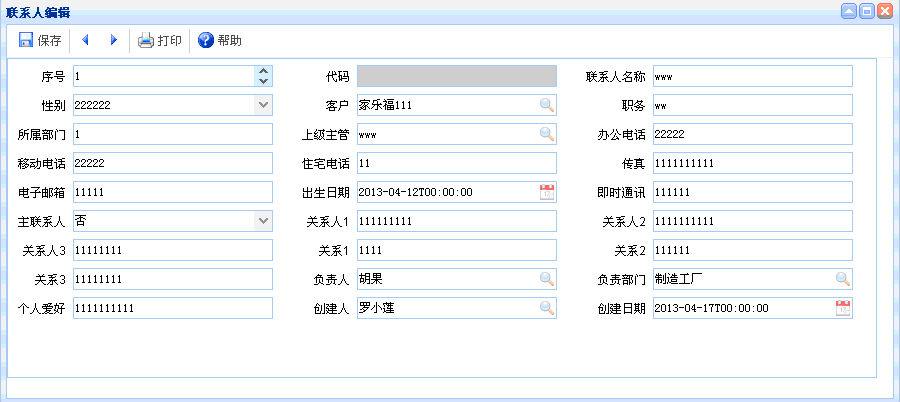 联系人编辑
保存 打印 帮助
序号 1 代码 联系人名称 www
性别 222222 客户 家乐福111 职务 ww
所属部门 1 上级主管 www 办公电话 22222
移动电话 22222 住宅电话 11 传真 1111111111
电子邮箱 11111 出生日期 2013-04-12T00:00:00 即时通讯 111111
主联系人 否 关系人1 111111111 关系人2 1111111111
关系人3 11111111 关系1 1111 关系2 111111
关系3 11111111 负责人 胡果 负责部门 制造工厂
个人爱好 1111111111 创建人 罗小莲 创建日期 2013-04-17T00:00:00